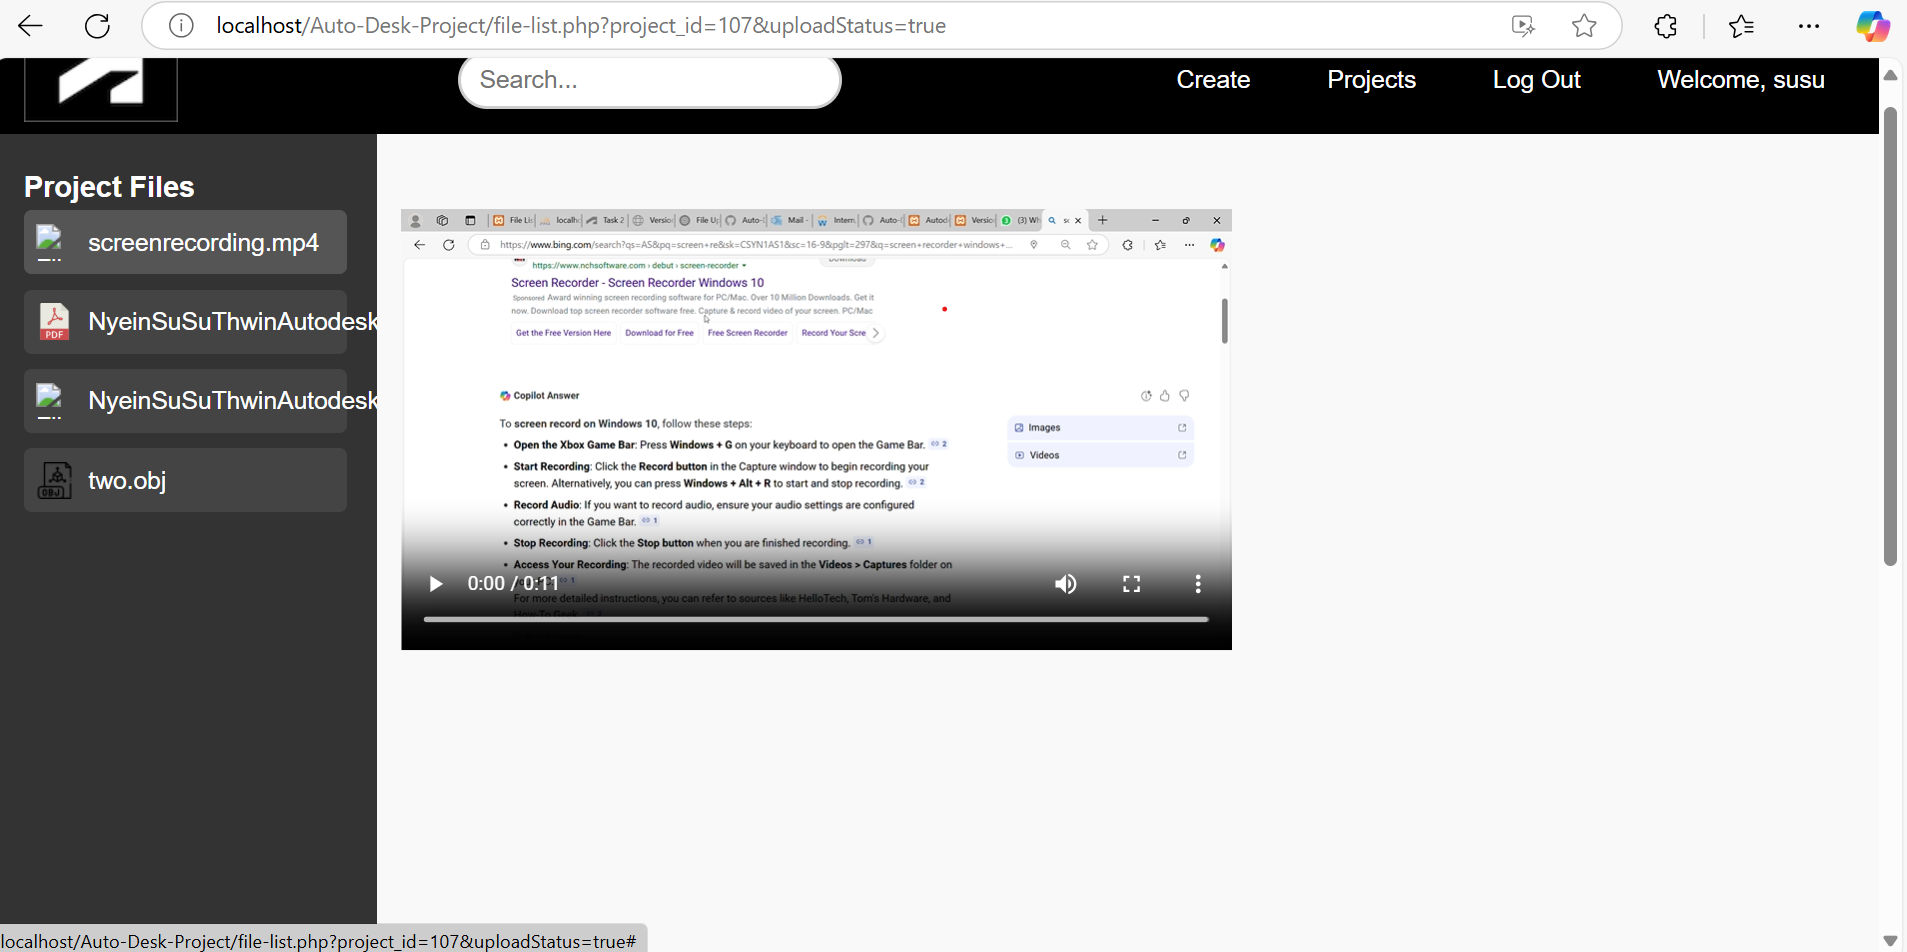 localhost/Auto-Desk-Project/file-list.php?project_id=107&uploadStatus=true
Search...
Create
Projects
Log Out
Welcome, susu
Project Files
screenrecording.mp4
NyeinSuSuThwinAutodesk
NyeinSuSuThwinAutodesk
two.obj
PDF
OBJ
File Li
localh
Task 2
Versio
File Up
Auto-
Mail -
Intern
Auto-
Autod
Versio
(3) Wh
https://www.bing.com/search?qs=AS&pq=screen+re&sk=CSYN1AS1&sc=16-9&pglt=297&q=screen+recorder+windows+...
https://www.nchsoftware.com › debut › screen-recorder
Download
Screen Recorder - Screen Recorder Windows 10
Sponsored Award winning screen recording software for PC/Mac. Over 10 Million Downloads. Get it
now. Download top screen recorder software free. Capture & record video of your screen. PC/Mac
Get the Free Version Here
Download for Free
Free Screen Recorder
Record Your Scre
Copilot Answer
To screen record on Windows 10, follow these steps:
• Open the Xbox Game Bar: Press Windows + G on your keyboard to open the Game Bar. 2
• Start Recording: Click the Record button in the Capture window to begin recording your
screen. Alternatively, you can press Windows + Alt + R to start and stop recording. 2
• Record Audio: If you want to record audio, ensure your audio settings are configured
correctly in the Game Bar. 1
• Stop Recording: Click the Stop button when you are finished recording. 1
• Access Your Recording: The recorded video will be saved in the Videos > Captures folder on
1
For more detailed instructions, you can refer to sources like HelloTech, Tom's Hardware, and
How-To Geek.
Images
Videos
0:00 / 0:11
localhost/Auto-Desk-Project/file-list.php?project_id=107&uploadStatus=true#